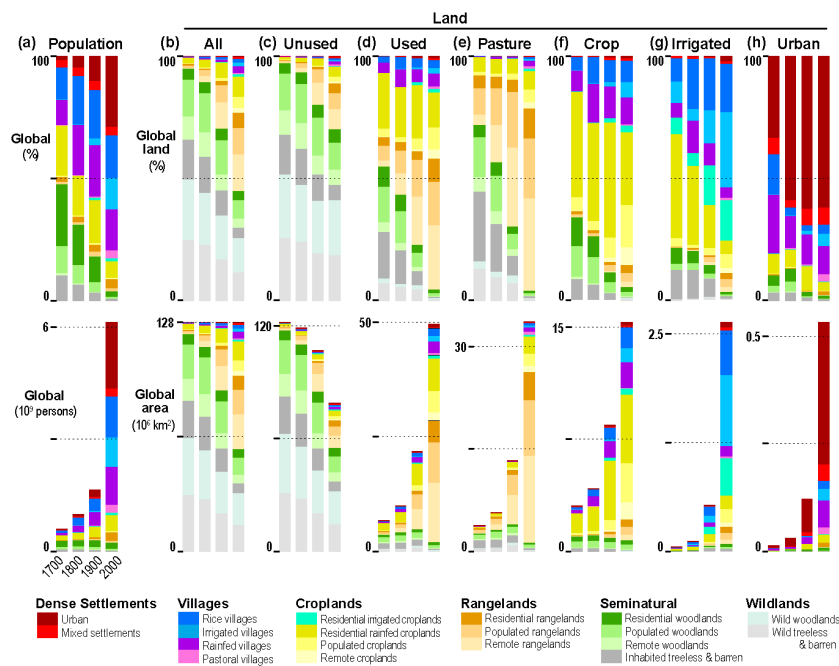 Land
(a) Population (b) All (c) Unused (d) Used (e) Pasture (f) Crop (g) Irrigated (h) Urban
100 100 100 100 100 100 100 100
Global
(%)
Global
land
(%)
0 0 0 0 0 0 0 0
6 128 120 50 30 15 2.5 0.5
Global
(10⁹ persons)
Global
area
(10⁶ km²)
0 0 0 0 0 0 0 0
1700 1800 1900 2000
Dense Settlements
Urban
Mixed settlements
Villages
Rice villages
Irrigated villages
Rainfed villages
Pastoral villages
Croplands
Residential irrigated croplands
Residential rainfed croplands
Populated croplands
Remote croplands
Rangelands
Residential rangelands
Populated rangelands
Remote rangelands
Seminatural
Residential woodlands
Populated woodlands
Remote woodlands
Inhabited treeless & barren
Wildlands
Wild woodlands
Wild treeless
& barren